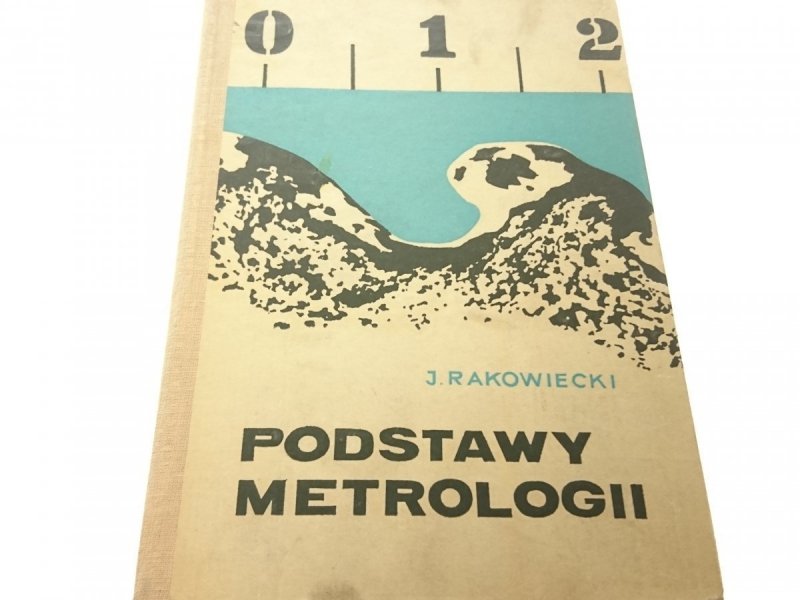 0 1 2
J. RAKOWIECKI
PODSTAWY
METROLOGII